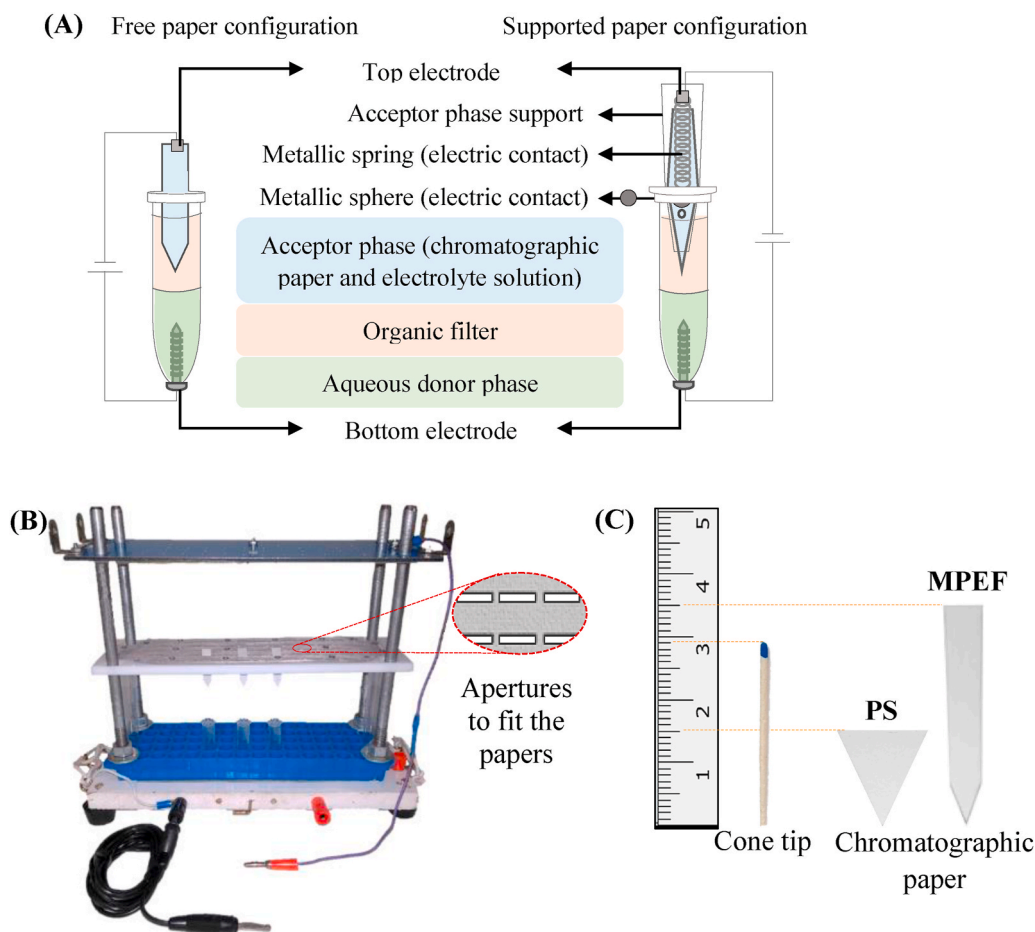 (A)
Free paper configuration
Supported paper configuration
Top electrode
Acceptor phase support
Metallic spring (electric contact)
Metallic sphere (electric contact)
Acceptor phase (chromatographic
paper and electrolyte solution)
Organic filter
Aqueous donor phase
Bottom electrode
(B)
Apertures
to fit the
papers
(C)
5
4
3
2
1
MPEF
PS
Cone tip
Chromatographic
paper